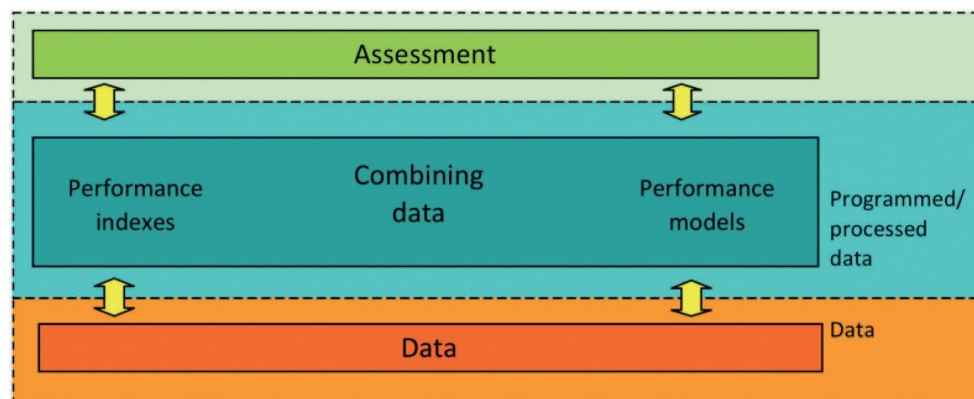 Assessment
Performance
indexes
Combining
data
Performance
models
Programmed/
processed
data
Data
Data